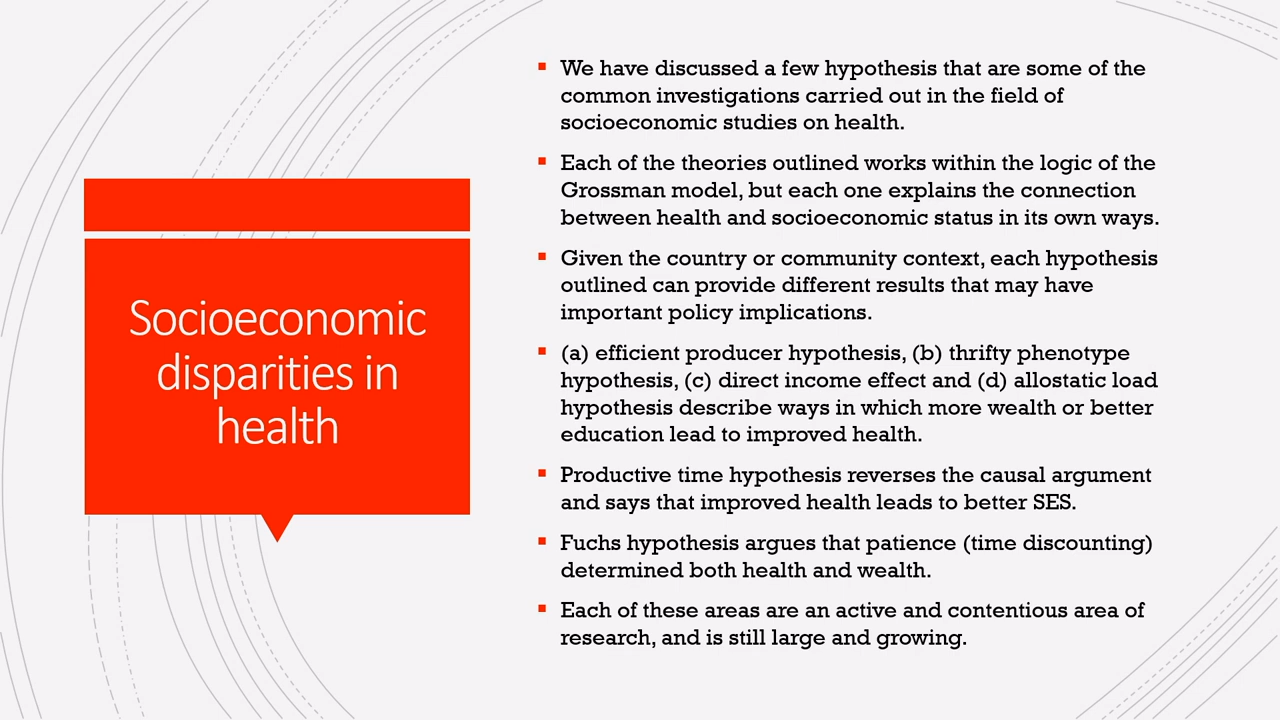 Socioeconomic
disparities in
health
We have discussed a few hypothesis that are some of the
common investigations carried out in the field of
socioeconomic studies on health.
Each of the theories outlined works within the logic of the
Grossman model, but each one explains the connection
between health and socioeconomic status in its own ways.
Given the country or community context, each hypothesis
outlined can provide different results that may have
important policy implications.
(a) efficient producer hypothesis, (b) thrifty phenotype
hypothesis, (c) direct income effect and (d) allostatic load
hypothesis describe ways in which more wealth or better
education lead to improved health.
Productive time hypothesis reverses the causal argument
and says that improved health leads to better SES.
Fuchs hypothesis argues that patience (time discounting)
determined both health and wealth.
Each of these areas are an active and contentious area of
research, and is still large and growing.